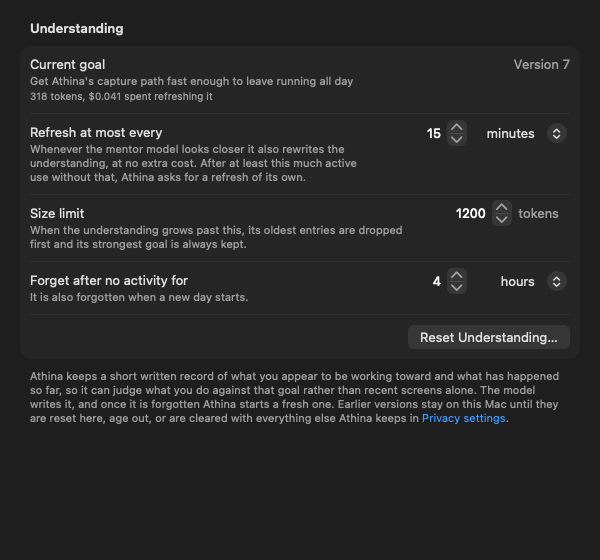 Understanding
Current goal
Version 7
Get Athina's capture path fast enough to leave running all day
318 tokens, $0.041 spent refreshing it
Refresh at most every
15
minutes
Whenever the mentor model looks closer it also rewrites the
understanding, at no extra cost. After at least this much active
use without that, Athina asks for a refresh of its own.
Size limit
1200
tokens
When the understanding grows past this, its oldest entries are dropped
first and its strongest goal is always kept.
Forget after no activity for
4
hours
It is also forgotten when a new day starts.
Reset Understanding...
Athina keeps a short written record of what you appear to be working toward and what has happened
so far, so it can judge what you do against that goal rather than recent screens alone. The model
writes it, and once it is forgotten Athina starts a fresh one. Earlier versions stay on this Mac until they
are reset here, age out, or are cleared with everything else Athina keeps in Privacy settings.